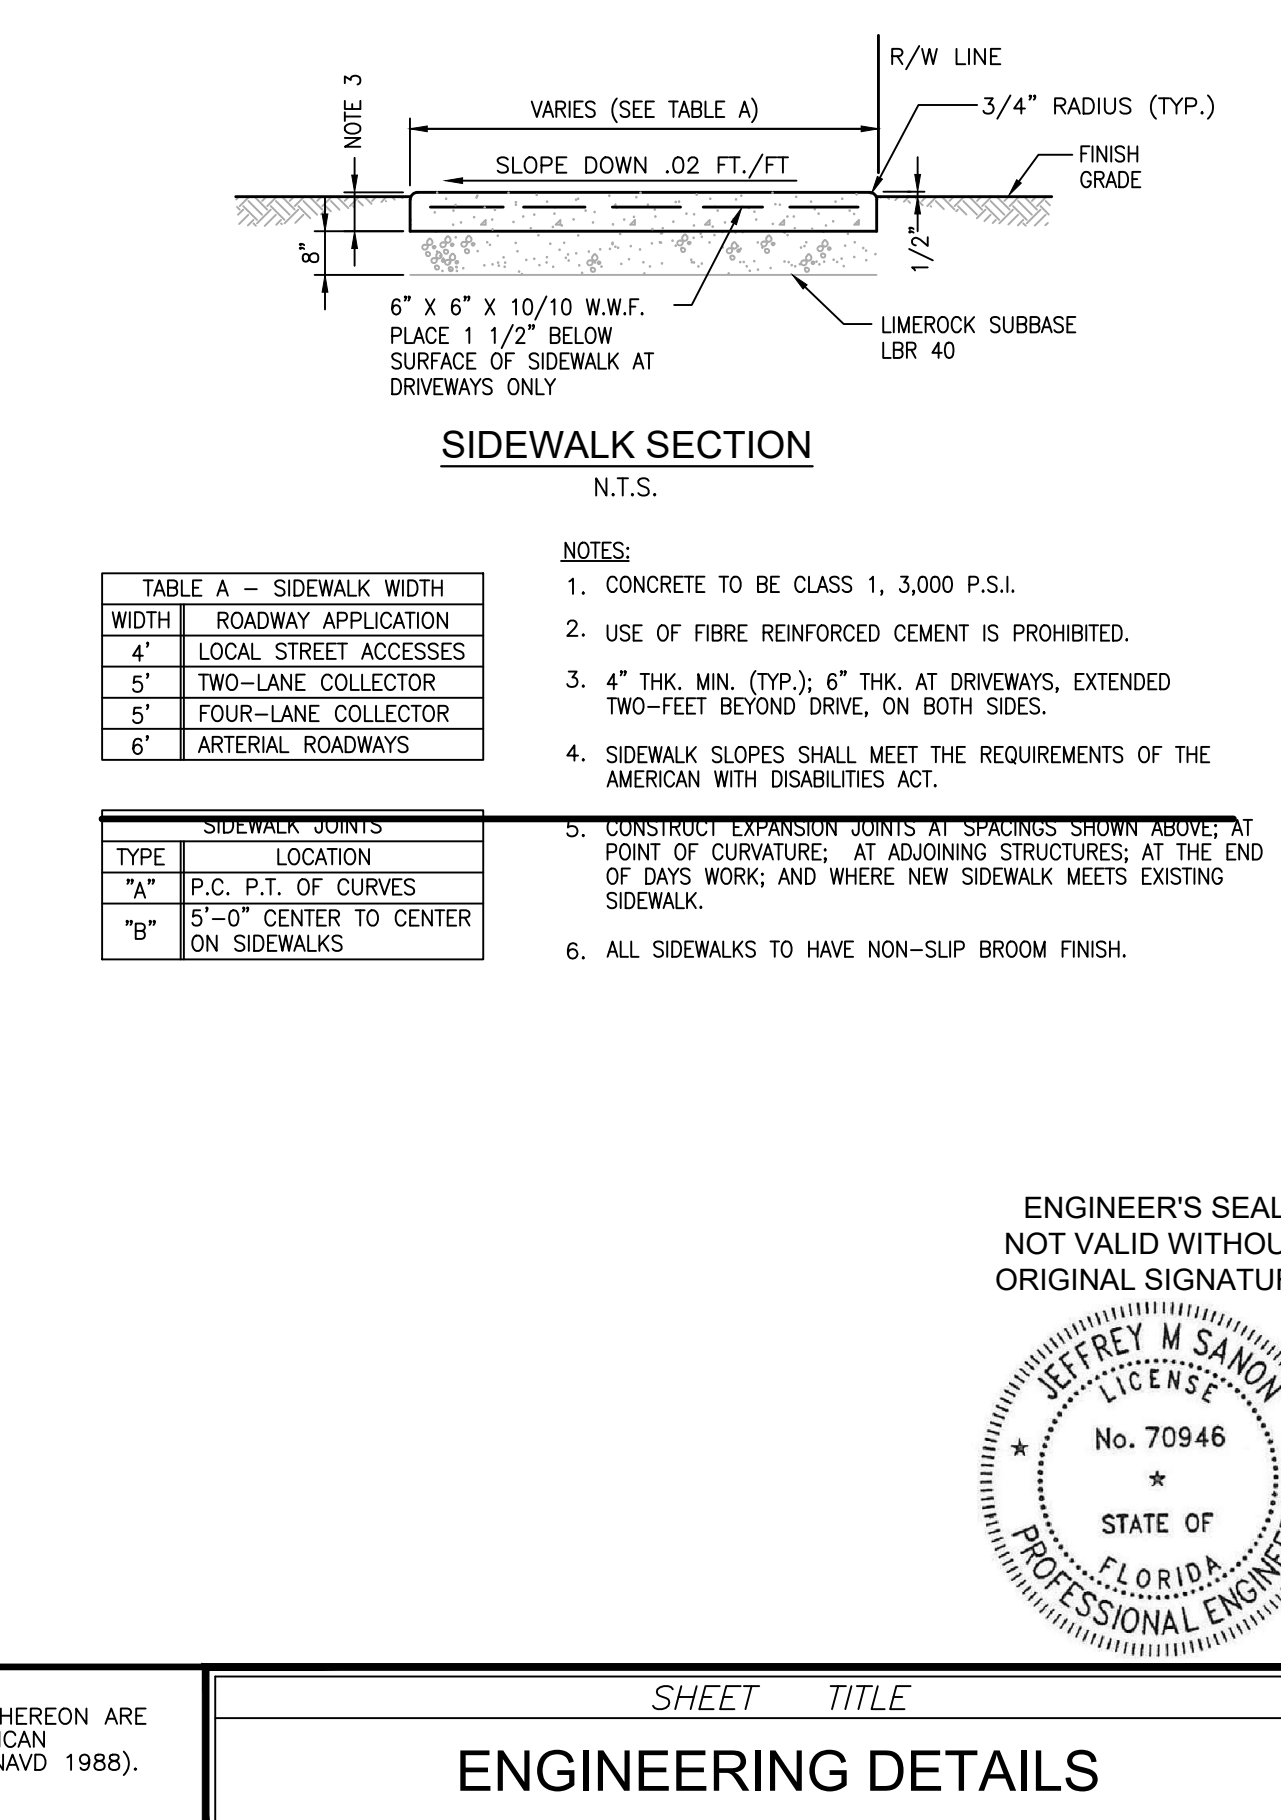 R/W LINE
NOTE 3
VARIES (SEE TABLE A)
3/4" RADIUS (TYP.)
SLOPE DOWN .02 FT./FT
FINISH
GRADE
8"
1/2"
6" X 6" X 10/10 W.W.F.
PLACE 1 1/2" BELOW
SURFACE OF SIDEWALK AT
DRIVEWAYS ONLY
LIMEROCK SUBBASE
LBR 40
SIDEWALK SECTION
N.T.S.
TABLE A – SIDEWALK WIDTH
WIDTH ROADWAY APPLICATION
4' LOCAL STREET ACCESSES
5' TWO–LANE COLLECTOR
5' FOUR–LANE COLLECTOR
6' ARTERIAL ROADWAYS
SIDEWALK JOINTS
TYPE LOCATION
"A" P.C. P.T. OF CURVES
"B" 5'–0" CENTER TO CENTER
ON SIDEWALKS
NOTES:
1. CONCRETE TO BE CLASS 1, 3,000 P.S.I.
2. USE OF FIBRE REINFORCED CEMENT IS PROHIBITED.
3. 4" THK. MIN. (TYP.); 6" THK. AT DRIVEWAYS, EXTENDED
TWO–FEET BEYOND DRIVE, ON BOTH SIDES.
4. SIDEWALK SLOPES SHALL MEET THE REQUIREMENTS OF THE
AMERICAN WITH DISABILITIES ACT.
5. CONSTRUCT EXPANSION JOINTS AT SPACINGS SHOWN ABOVE; AT
POINT OF CURVATURE; AT ADJOINING STRUCTURES; AT THE END
OF DAYS WORK; AND WHERE NEW SIDEWALK MEETS EXISTING
SIDEWALK.
6. ALL SIDEWALKS TO HAVE NON–SLIP BROOM FINISH.
ENGINEER'S SEAL
NOT VALID WITHOU
ORIGINAL SIGNATUR
JEFFREY M SANON
LICENSE
No. 70946
STATE OF
FLORIDA
PROFESSIONAL ENGINEE
HEREON ARE
ICAN
NAVD 1988).
SHEET TITLE
ENGINEERING DETAILS